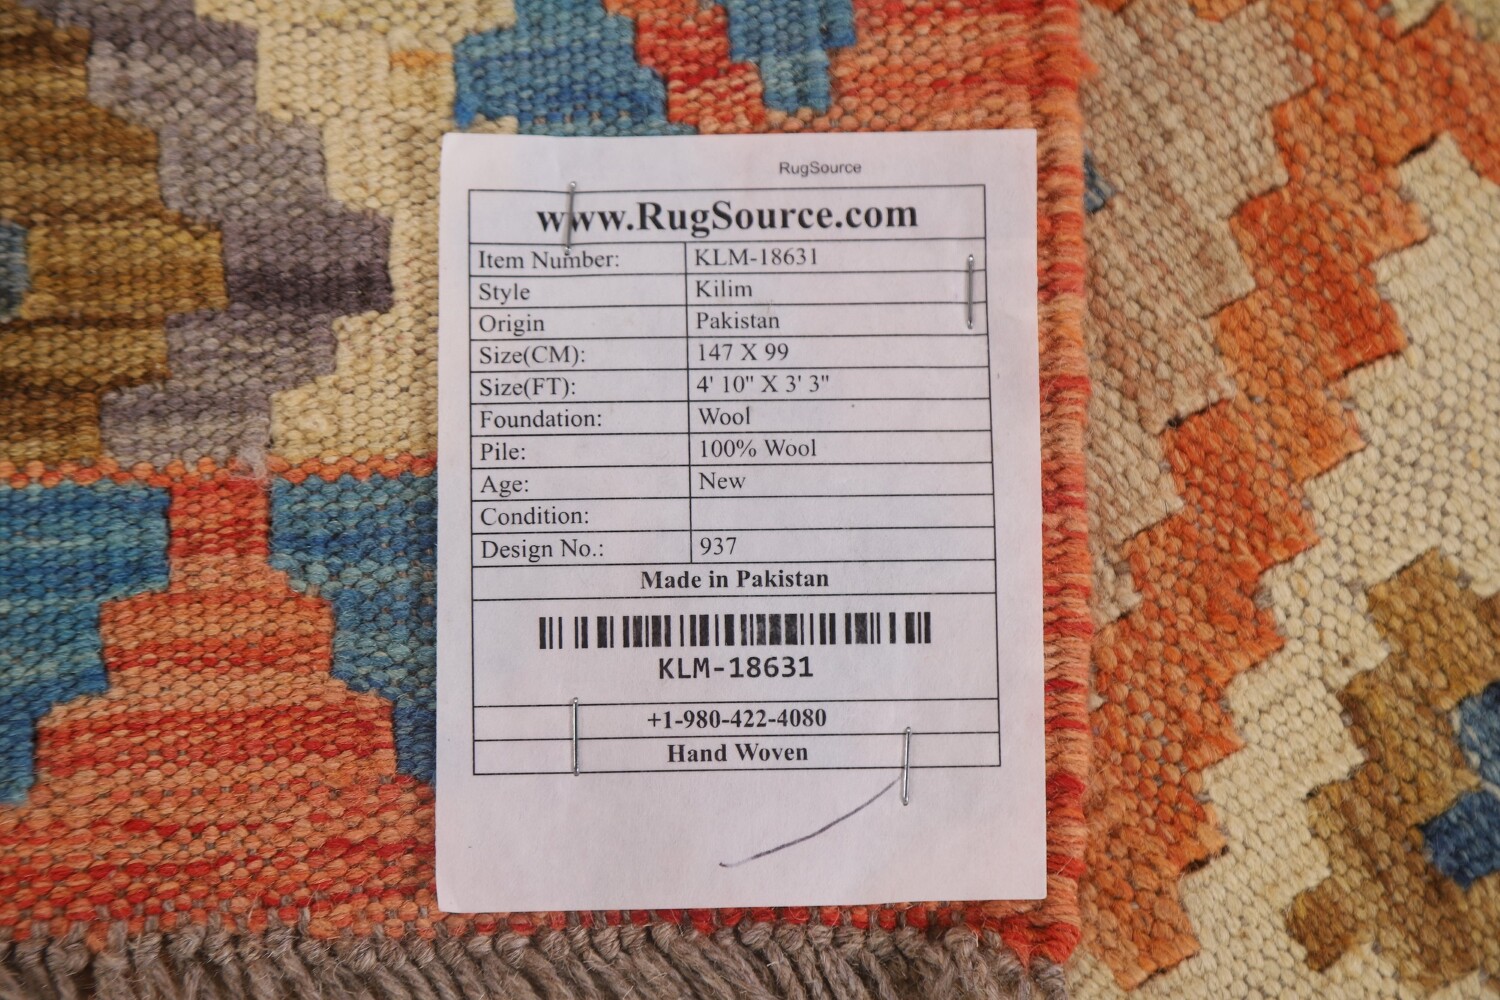 RugSource
www.RugSource.com
Item Number: KLM-18631
Style Kilim
Origin Pakistan
Size(CM): 147 X 99
Size(FT): 4' 10" X 3' 3"
Foundation: Wool
Pile: 100% Wool
Age: New
Condition:
Design No.: 937
Made in Pakistan
KLM-18631
+1-980-422-4080
Hand Woven